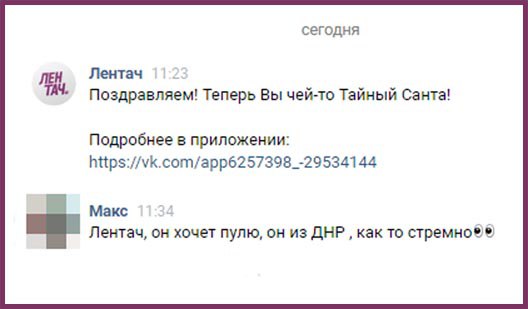 сегодня
ЛЕН
ТАЧ.
Лентач 11:23
Поздравляем! Теперь Вы чей-то Тайный Санта!
Подробнее в приложении:
https://vk.com/app6257398_-29534144
Макс 11:34
Лентач, он хочет пулю, он из ДНР , как то стремно👀